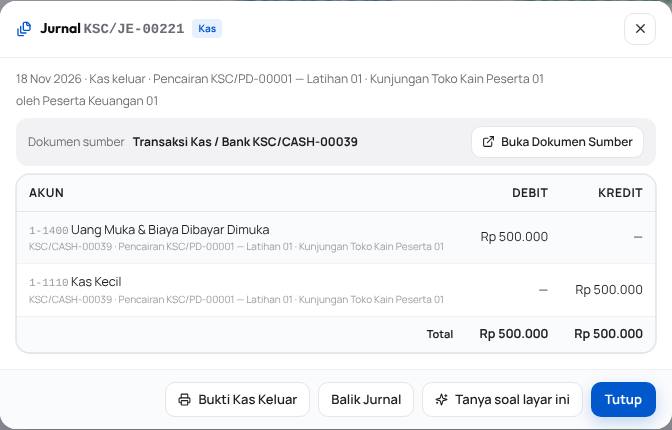 Jurnal KSC/JE-00221 Kas
18 Nov 2026 · Kas keluar · Pencairan KSC/PD-00001 — Latihan 01 · Kunjungan Toko Kain Peserta 01
oleh Peserta Keuangan 01
Dokumen sumber Transaksi Kas / Bank KSC/CASH-00039 Buka Dokumen Sumber
AKUN DEBIT KREDIT
1-1400 Uang Muka & Biaya Dibayar Dimuka Rp 500.000 —
KSC/CASH-00039 · Pencairan KSC/PD-00001 — Latihan 01 · Kunjungan Toko Kain Peserta 01
1-1110 Kas Kecil — Rp 500.000
KSC/CASH-00039 · Pencairan KSC/PD-00001 — Latihan 01 · Kunjungan Toko Kain Peserta 01
Total Rp 500.000 Rp 500.000
Bukti Kas Keluar Balik Jurnal Tanya soal layar ini Tutup